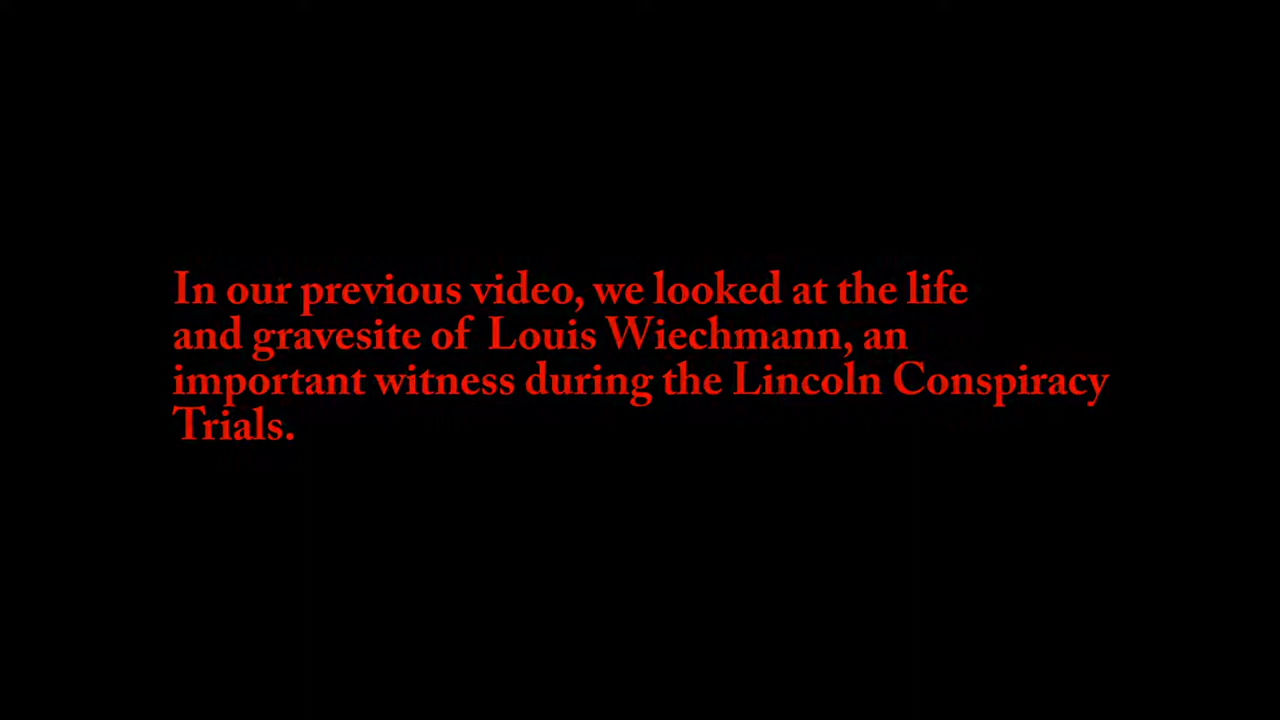 In our previous video, we looked at the life
and gravesite of Louis Wiechmann, an
important witness during the Lincoln Conspiracy
Trials.